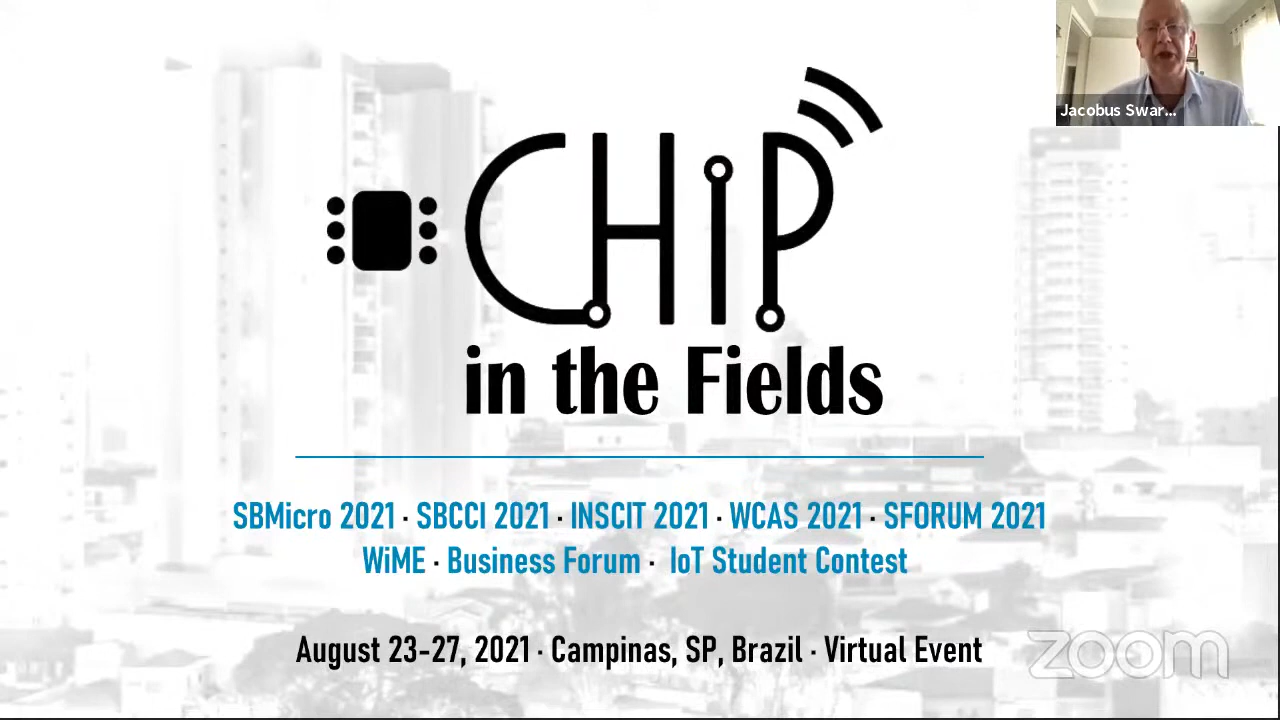 Jacobus Swar...
CHiP
in the Fields
SBMicro 2021 · SBCCI 2021 · INSCIT 2021 · WCAS 2021 · SFORUM 2021
WiME · Business Forum · IoT Student Contest
August 23-27, 2021 · Campinas, SP, Brazil · Virtual Event
zoom